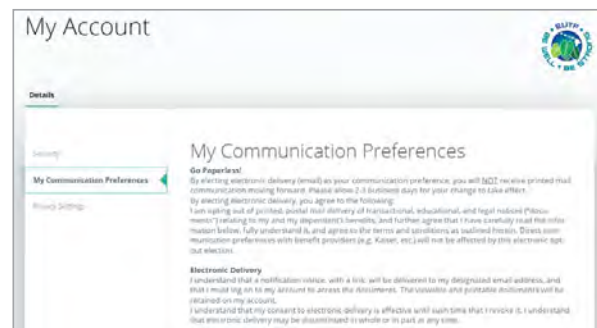 My Account
BE WELL • EUTF • BE STRONG
Details
Security
My Communication Preferences
Privacy Settings
My Communication Preferences
Go Paperless!
By electing electronic delivery (email) as your communication preference, you will NOT receive printed mail
communication moving forward. Please allow 2-3 business days for your change to take effect.
By electing electronic delivery, you agree to the following:
I am opting out of printed, postal mail delivery of transactional, educational, and legal notices ("docu-
ments") relating to my and my dependent's benefits, and further agree that I have carefully read the infor-
mation below, fully understand it, and agree to the terms and conditions as outlined herein. Direct com-
munication preferences with benefit providers (e.g. Kaiser, etc.) will not be affected by this electronic opt-
out election.
Electronic Delivery
I understand that a notification notice, with a link, will be delivered to my designated email address, and
that I must log on to my account to access the documents. The viewable and printable documents will be
retained on my account.
I understand that my consent to electronic delivery is effective until such time that I revoke it. I understand
that electronic delivery may be discontinued in whole or in part at any time.